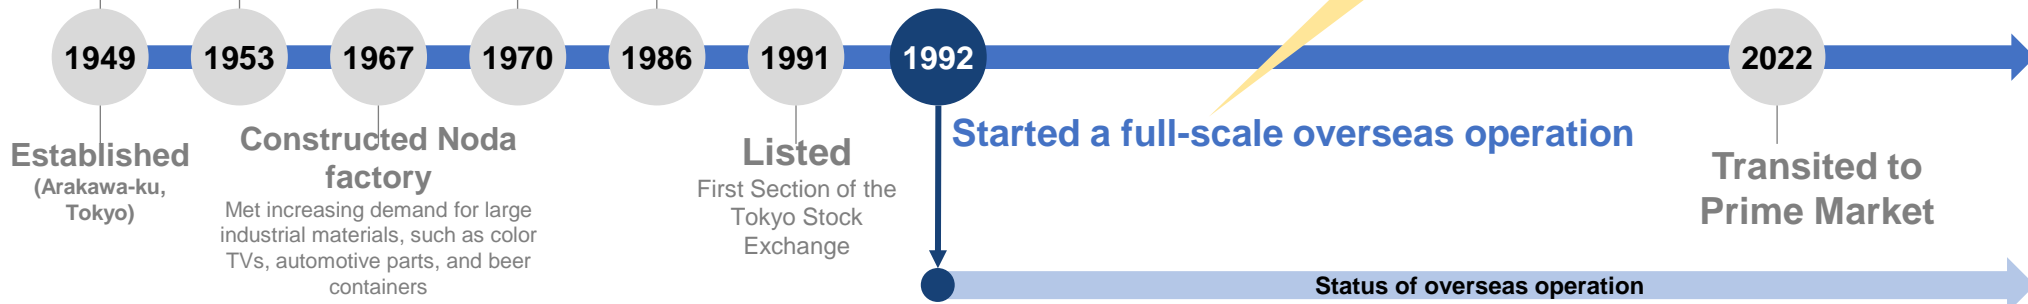 1949 1953 1967 1970 1986 1991 1992 2022
Established
(Arakawa-ku,
Tokyo)
Constructed Noda
factory
Met increasing demand for large
industrial materials, such as color
TVs, automotive parts, and beer
containers
Listed
First Section of the
Tokyo Stock
Exchange
Started a full-scale overseas operation
Transited to
Prime Market
Status of overseas operation